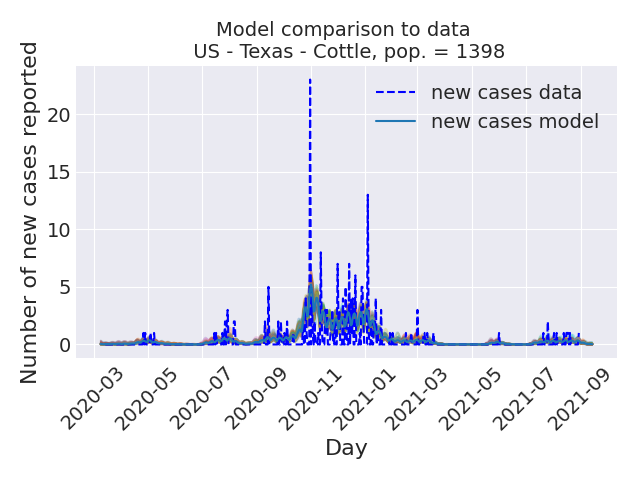 Model comparison to data
US - Texas - Cottle, pop. = 1398
Number of new cases reported
20
15
10
5
0
new cases data
new cases model
2020-03
2020-05
2020-07
2020-09
2020-11
2021-01
2021-03
2021-05
2021-07
2021-09
Day